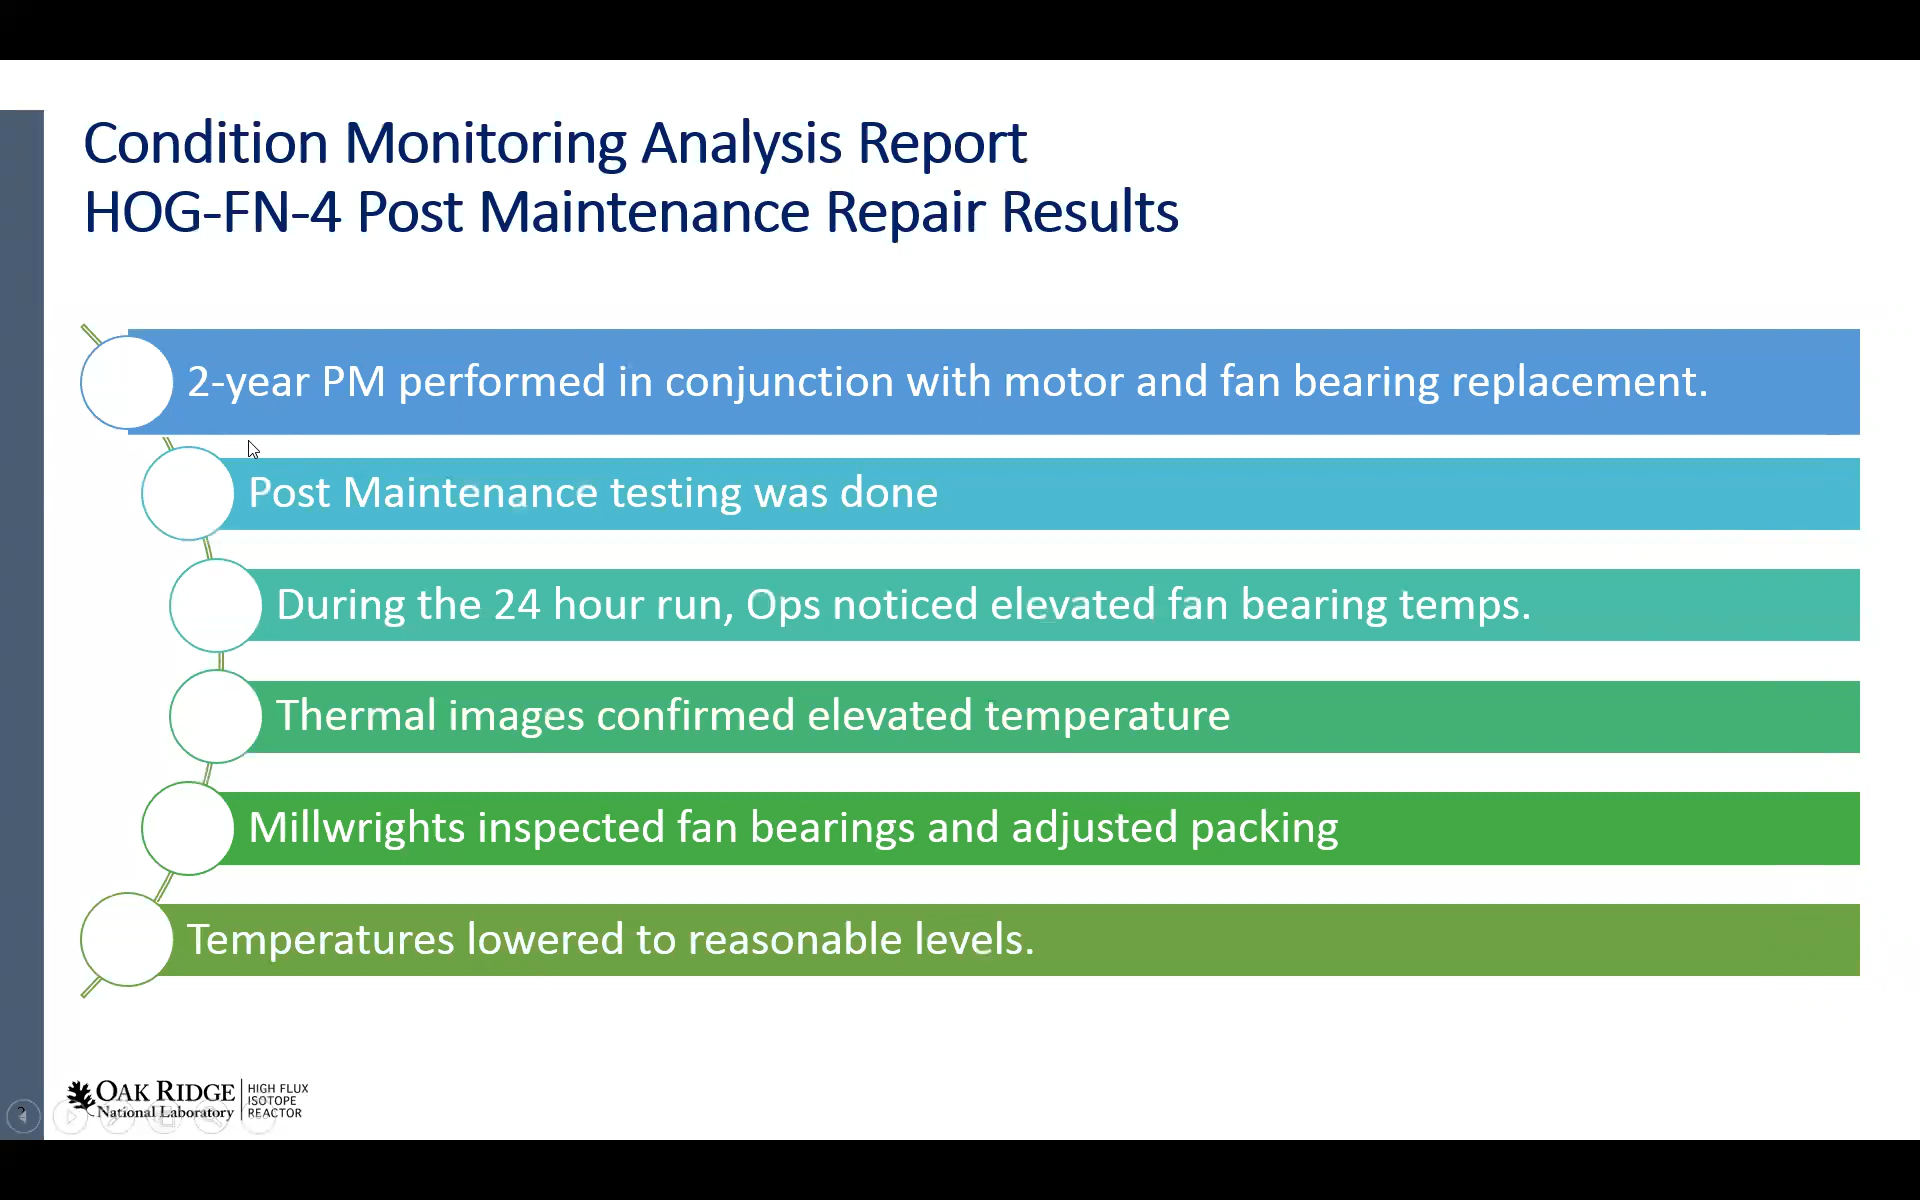 Condition Monitoring Analysis Report
HOG-FN-4 Post Maintenance Repair Results
2-year PM performed in conjunction with motor and fan bearing replacement.
Post Maintenance testing was done
During the 24 hour run, Ops noticed elevated fan bearing temps.
Thermal images confirmed elevated temperature
Millwrights inspected fan bearings and adjusted packing
Temperatures lowered to reasonable levels.
OAK RIDGE
National Laboratory
HIGH FLUX
ISOTOPE
REACTOR